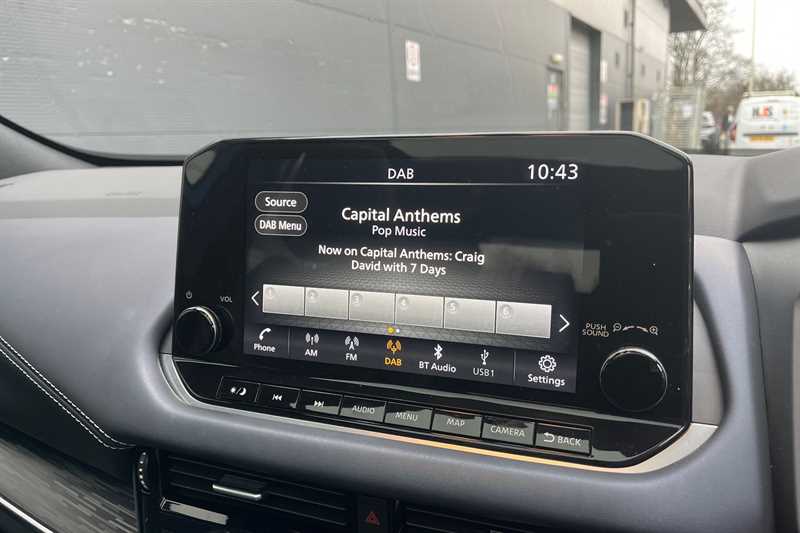 DAB
10:43
Source
DAB Menu
Capital Anthems
Pop Music
Now on Capital Anthems: Craig
David with 7 Days
1 2 3 4 5 6
VOL
PUSH
SOUND
Phone
AM
FM
DAB
BT Audio
USB1
Settings
AUDIO
MENU
MAP
CAMERA
BACK